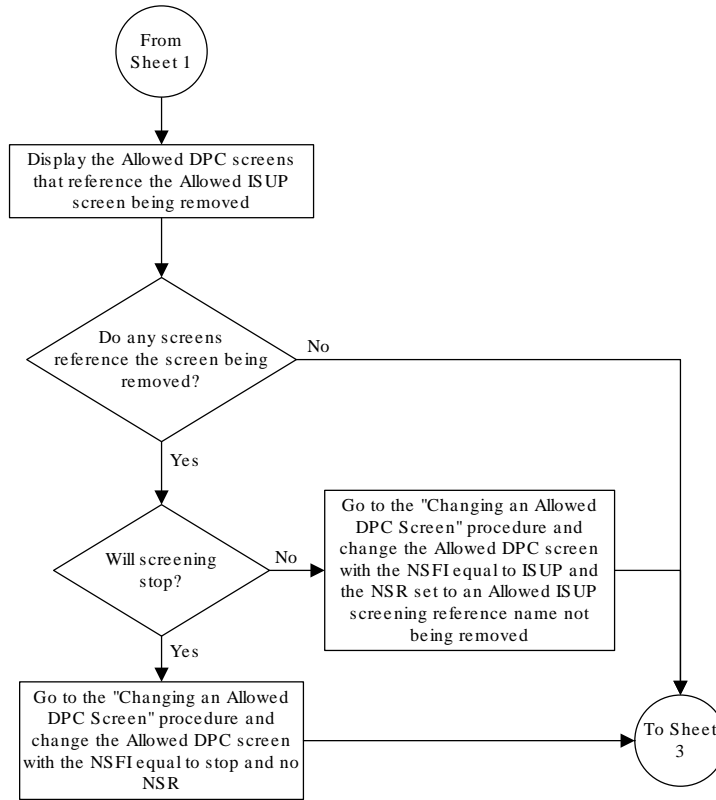 From
Sheet 1
Display the Allowed DPC screens
that reference the Allowed ISUP
screen being removed
Do any screens
reference the screen being
removed?
No
Yes
Will screening
stop?
No
Go to the "Changing an Allowed
DPC Screen" procedure and
change the Allowed DPC screen
with the NSFI equal to ISUP and
the NSR set to an Allowed ISUP
screening reference name not
being removed
Yes
Go to the "Changing an Allowed
DPC Screen" procedure and
change the Allowed DPC screen
with the NSFI equal to stop and no
NSR
To Sheet
3